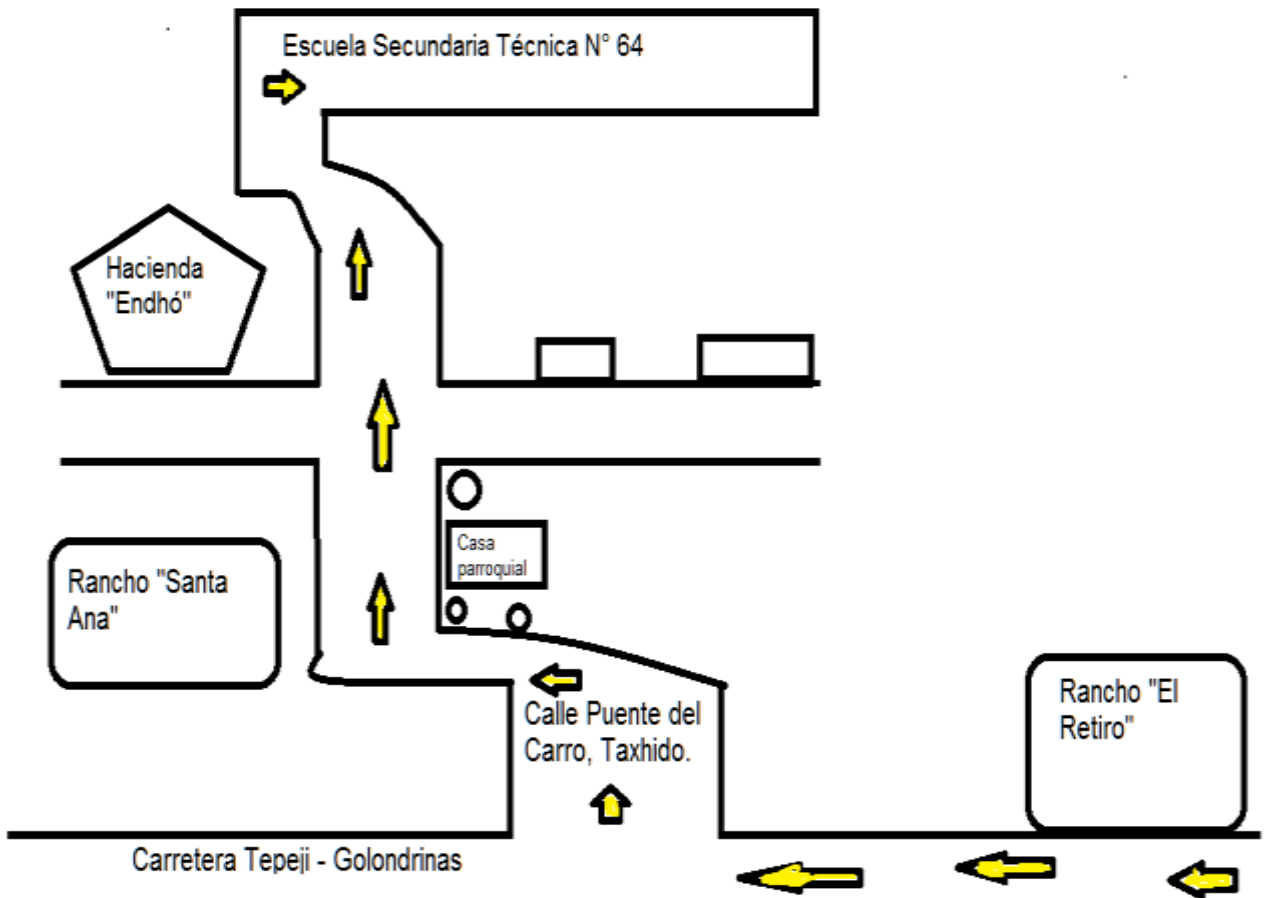 Escuela Secundaria Técnica N° 64
Hacienda
"Endhó"
Casa
parroquial
Rancho "Santa
Ana"
Rancho "El
Retiro"
Calle Puente del
Carro, Taxhido.
Carretera Tepeji - Golondrinas